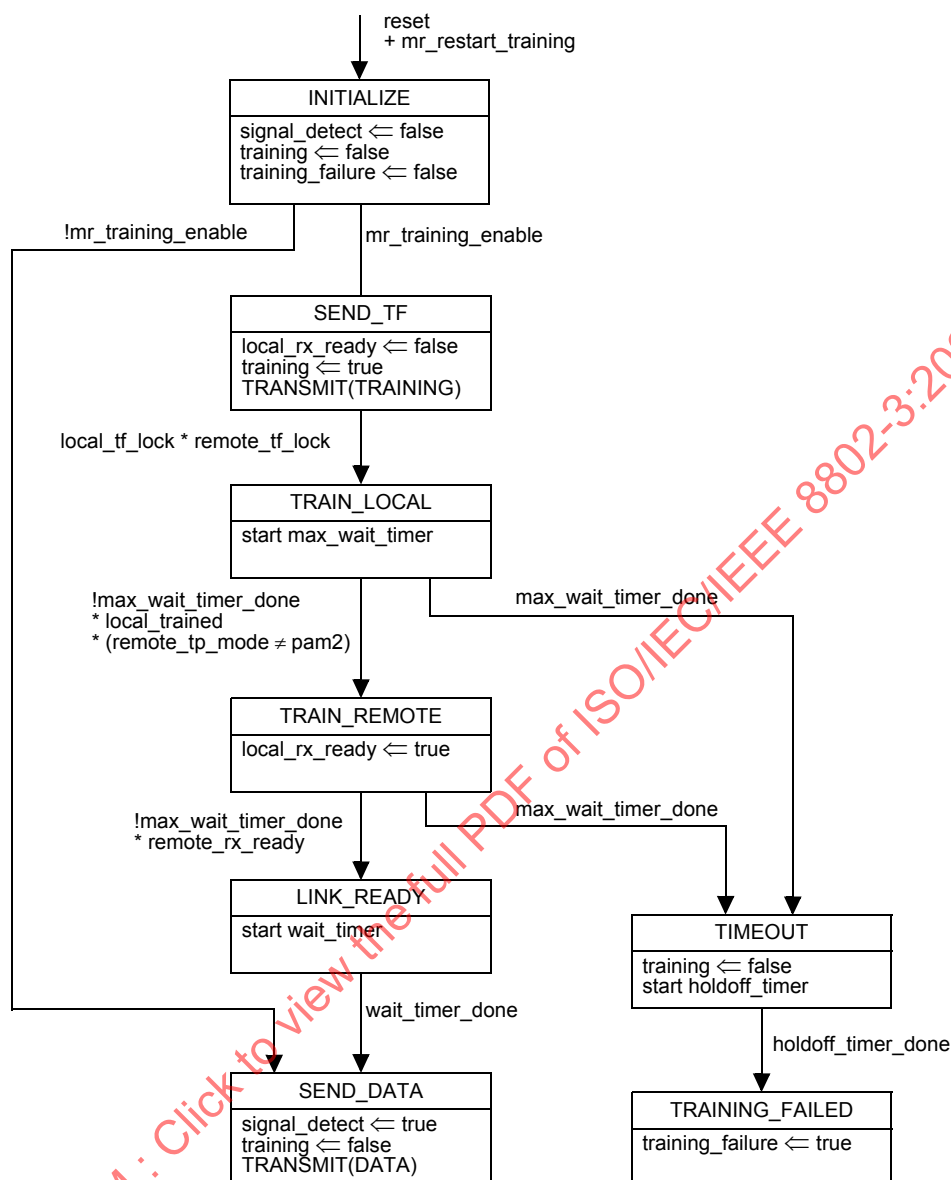 reset
+ mr_restart_training
INITIALIZE
signal_detect ⇐ false
training ⇐ false
training_failure ⇐ false
!mr_training_enable
mr_training_enable
SEND_TF
local_rx_ready ⇐ false
training ⇐ true
TRANSMIT(TRAINING)
local_tf_lock * remote_tf_lock
TRAIN_LOCAL
start max_wait_timer
!max_wait_timer_done
* local_trained
* (remote_tp_mode ≠ pam2)
max_wait_timer_done
TRAIN_REMOTE
local_rx_ready ⇐ true
!max_wait_timer_done
* remote_rx_ready
max_wait_timer_done
LINK_READY
start wait_timer
TIMEOUT
training ⇐ false
start holdoff_timer
wait_timer_done
holdoff_timer_done
SEND_DATA
signal_detect ⇐ true
training ⇐ false
TRANSMIT(DATA)
TRAINING_FAILED
training_failure ⇐ true
: Click to view the full PDF of ISO/IEC/IEEE 8802-3:20